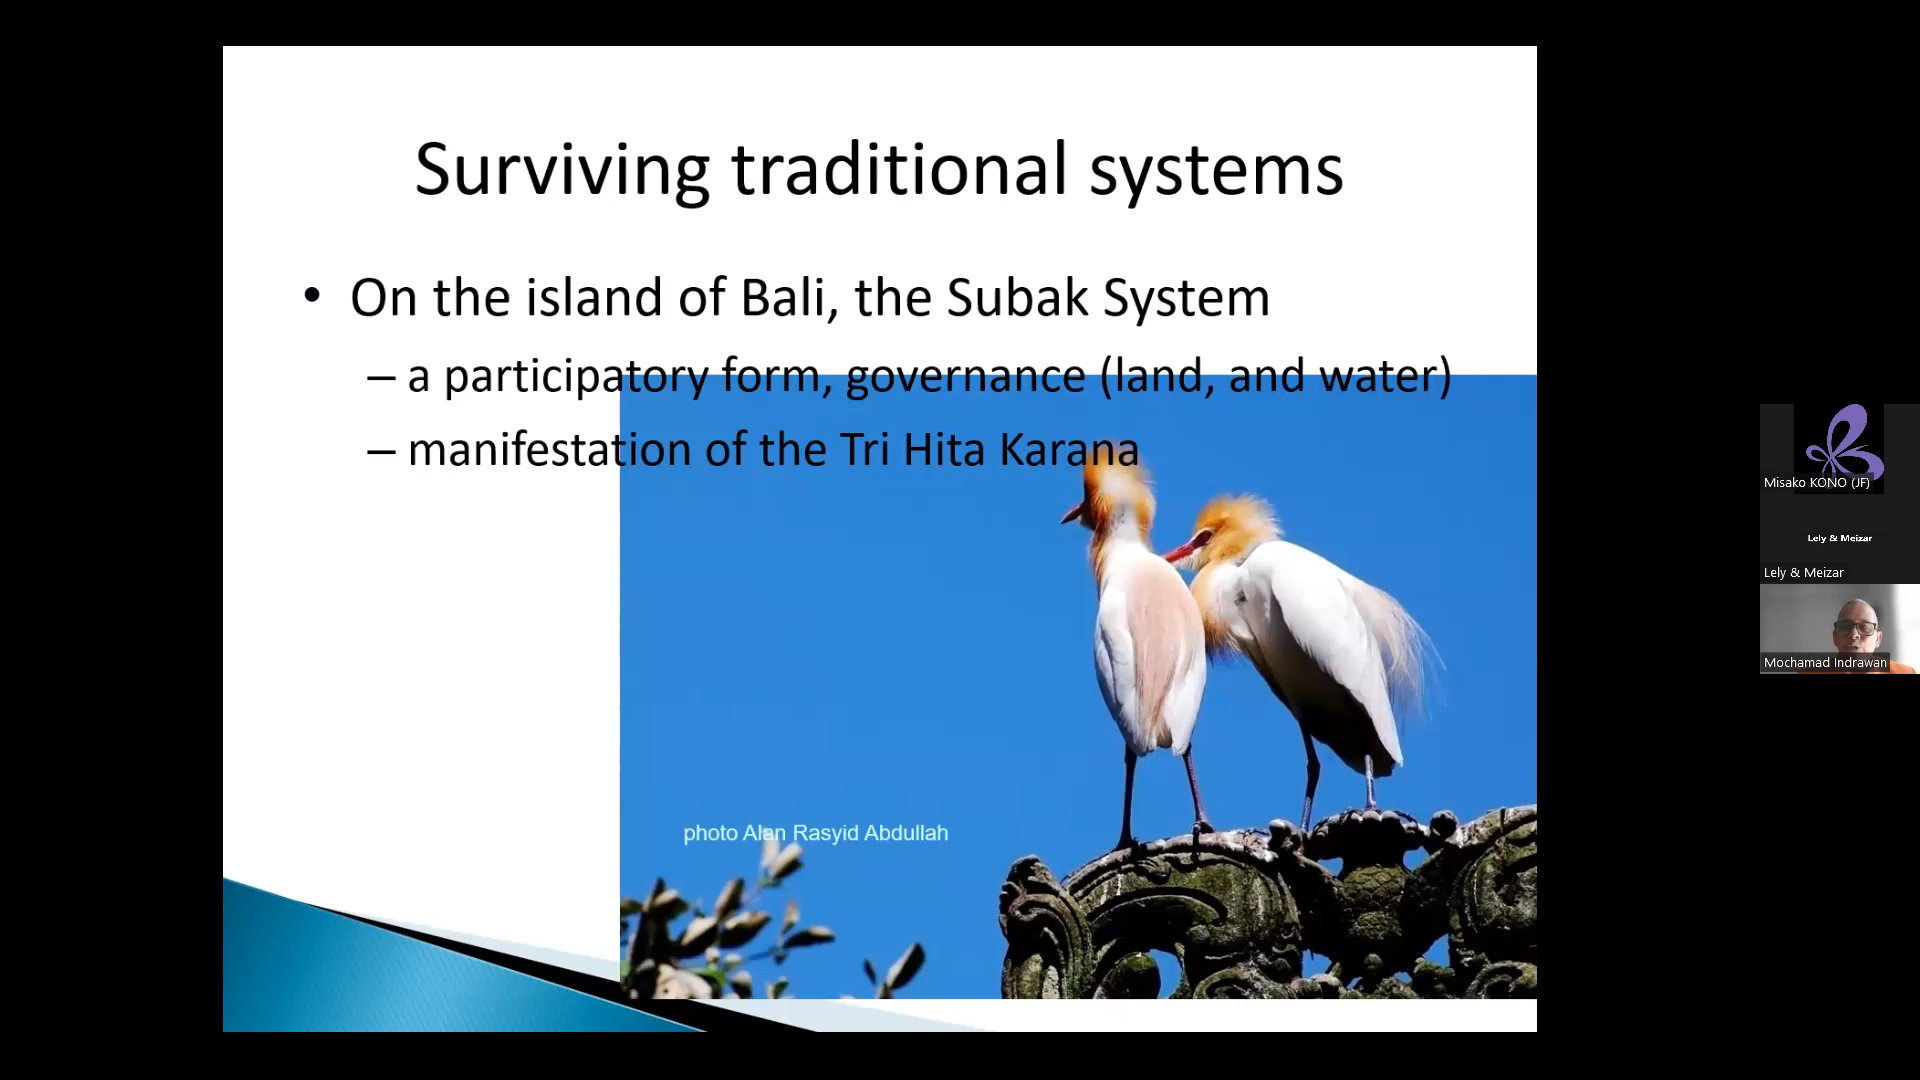 Surviving traditional systems
• On the island of Bali, the Subak System
– a participatory form, governance (land, and water)
– manifestation of the Tri Hita Karana
photo Alan Rasyid Abdullah
Misako KONO (JF)
Lely & Meizar
Lely & Meizar
Mochamad Indrawan